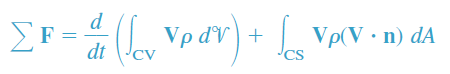 ∑ F = d/dt (∫_CV Vρ dV̶) + ∫_CS Vρ(V · n) dA